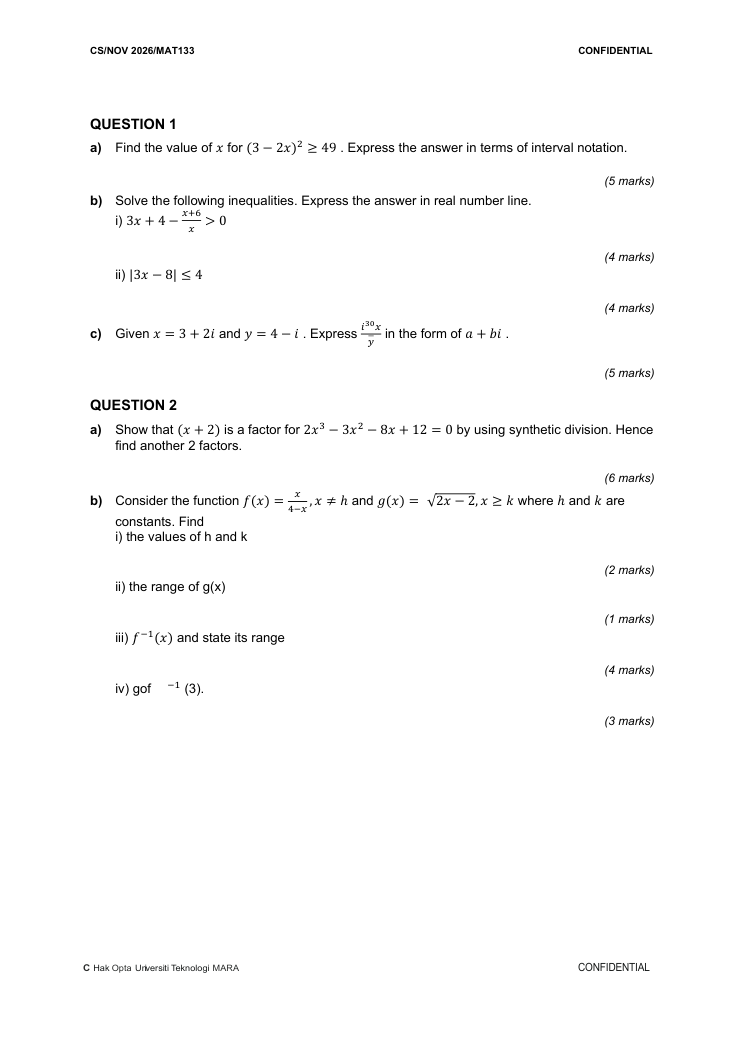 CS/NOV 2026/MAT133 CONFIDENTIAL
QUESTION 1
a) Find the value of x for (3 − 2x)² ≥ 49 . Express the answer in terms of interval notation.
(5 marks)
b) Solve the following inequalities. Express the answer in real number line.
i) 3x + 4 − (x+6)/x > 0
(4 marks)
ii) |3x − 8| ≤ 4
(4 marks)
c) Given x = 3 + 2i and y = 4 − i . Express i³⁰x/ȳ in the form of a + bi .
(5 marks)
QUESTION 2
a) Show that (x + 2) is a factor for 2x³ − 3x² − 8x + 12 = 0 by using synthetic division. Hence
find another 2 factors.
(6 marks)
b) Consider the function f(x) = x/(4−x), x ≠ h and g(x) = √(2x − 2), x ≥ k where h and k are
constants. Find
i) the values of h and k
(2 marks)
ii) the range of g(x)
(1 marks)
iii) f⁻¹(x) and state its range
(4 marks)
iv) gof ⁻¹ (3).
(3 marks)
C Hak Opta Universiti Teknologi MARA CONFIDENTIAL